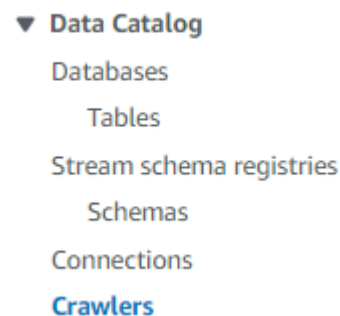 Data Catalog
Databases
Tables
Stream schema registries
Schemas
Connections
Crawlers